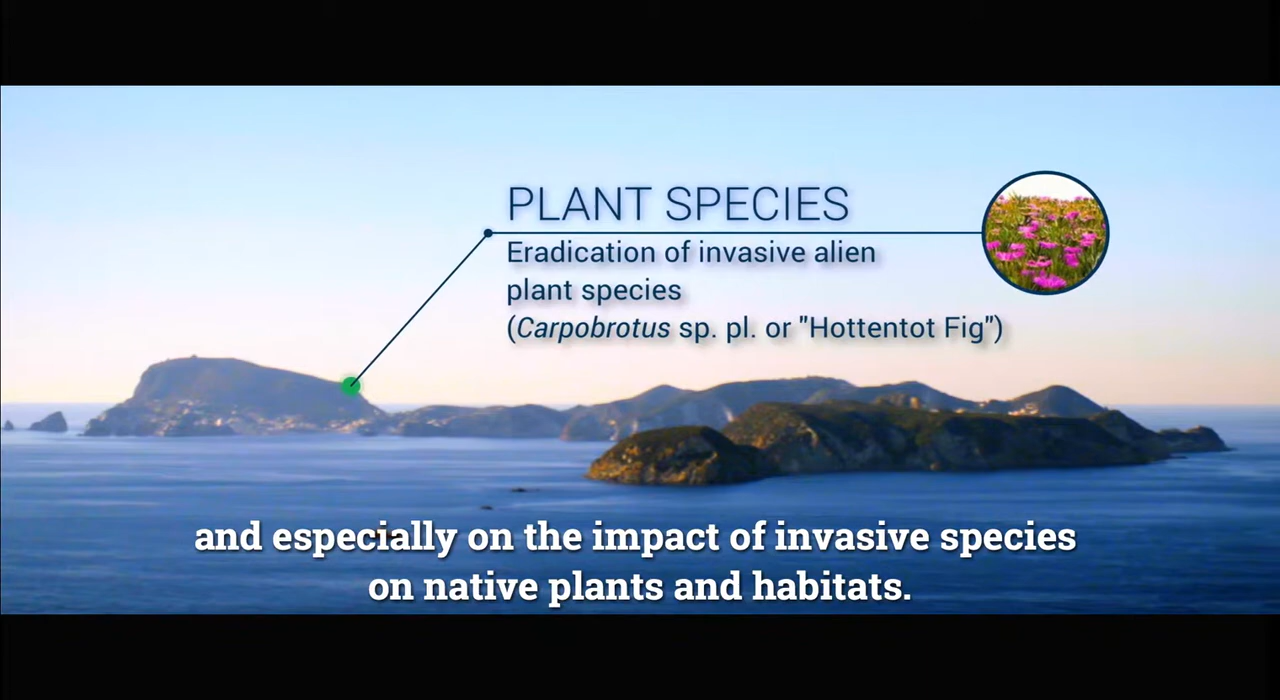 PLANT SPECIES
Eradication of invasive alien
plant species
(Carpobrotus sp. pl. or "Hottentot Fig")
and especially on the impact of invasive species
on native plants and habitats.